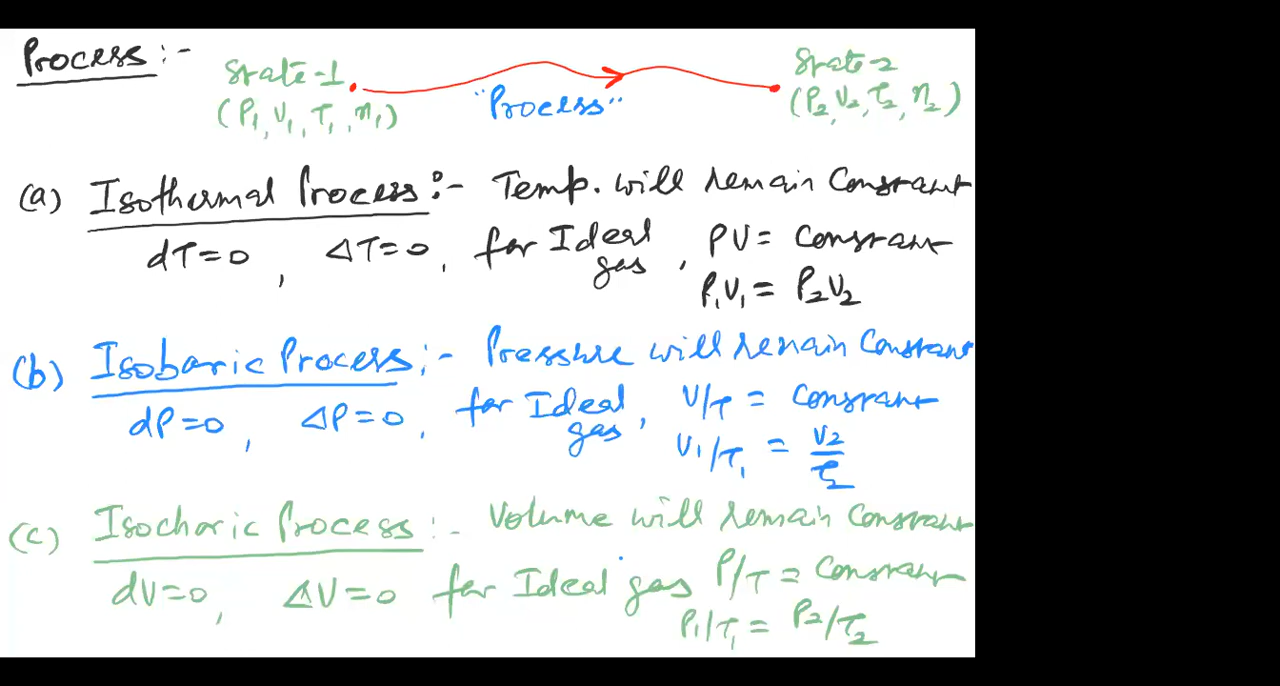 Process :-
State-1
(P₁, V₁, T₁, n₁)
"Process"
State-2
(P₂, V₂, T₂, n₂)
(a) Isothermal Process :- Temp. will remain Constant
dT=0, ΔT=0, for Ideal gas, PV = Constant
P₁V₁ = P₂V₂
(b) Isobaric Process :- Pressure will remain Constant
dP=0, ΔP=0, for Ideal gas, V/T = Constant
V₁/T₁ = V₂/T₂
(c) Isochoric Process :- Volume will remain Constant
dV=0, ΔV=0 for Ideal gas P/T = Constant
P₁/T₁ = P₂/T₂